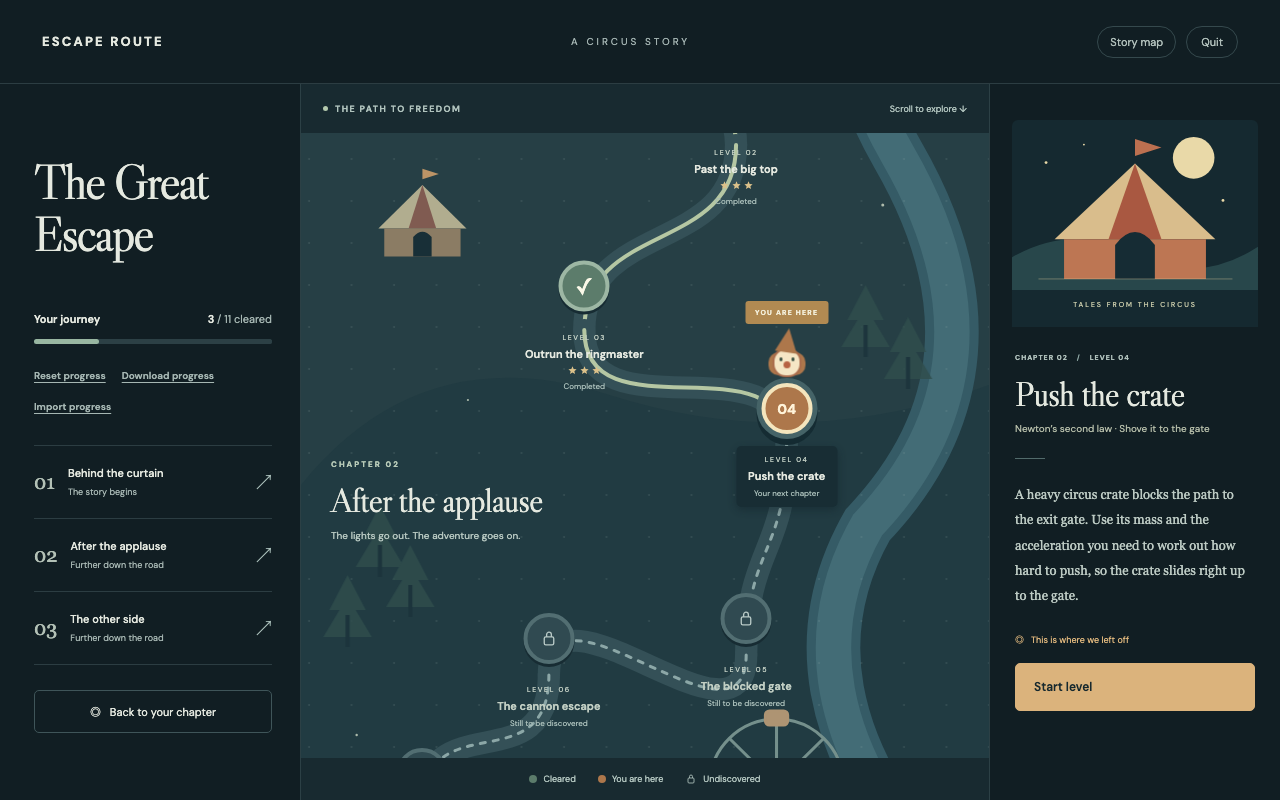 ESCAPE ROUTE
A CIRCUS STORY
Story map
Quit
The Great
Escape
Your journey
3 / 11 cleared
Reset progress
Download progress
Import progress
01
Behind the curtain
The story begins
02
After the applause
Further down the road
03
The other side
Further down the road
Back to your chapter
THE PATH TO FREEDOM
Scroll to explore ↓
LEVEL 02
Past the big top
Completed
LEVEL 03
Outrun the ringmaster
Completed
YOU ARE HERE
04
LEVEL 04
Push the crate
Your next chapter
CHAPTER 02
After the applause
The lights go out. The adventure goes on.
LEVEL 05
The blocked gate
Still to be discovered
LEVEL 06
The cannon escape
Still to be discovered
Cleared
You are here
Undiscovered
TALES FROM THE CIRCUS
CHAPTER 02 / LEVEL 04
Push the crate
Newton's second law · Shove it to the gate
A heavy circus crate blocks the path to
the exit gate. Use its mass and the
acceleration you need to work out how
hard to push, so the crate slides right up
to the gate.
This is where we left off
Start level